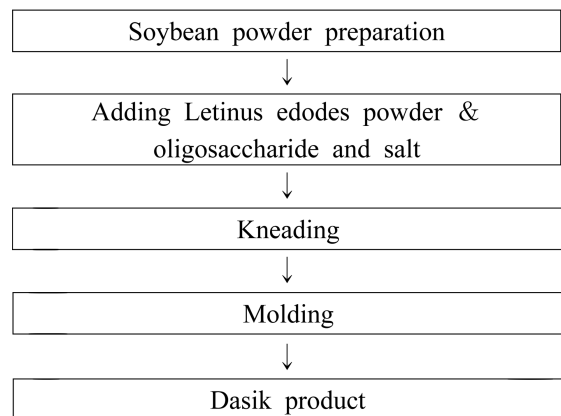 Soybean powder preparation
Adding Letinus edodes powder &
oligosaccharide and salt
Kneading
Molding
Dasik product